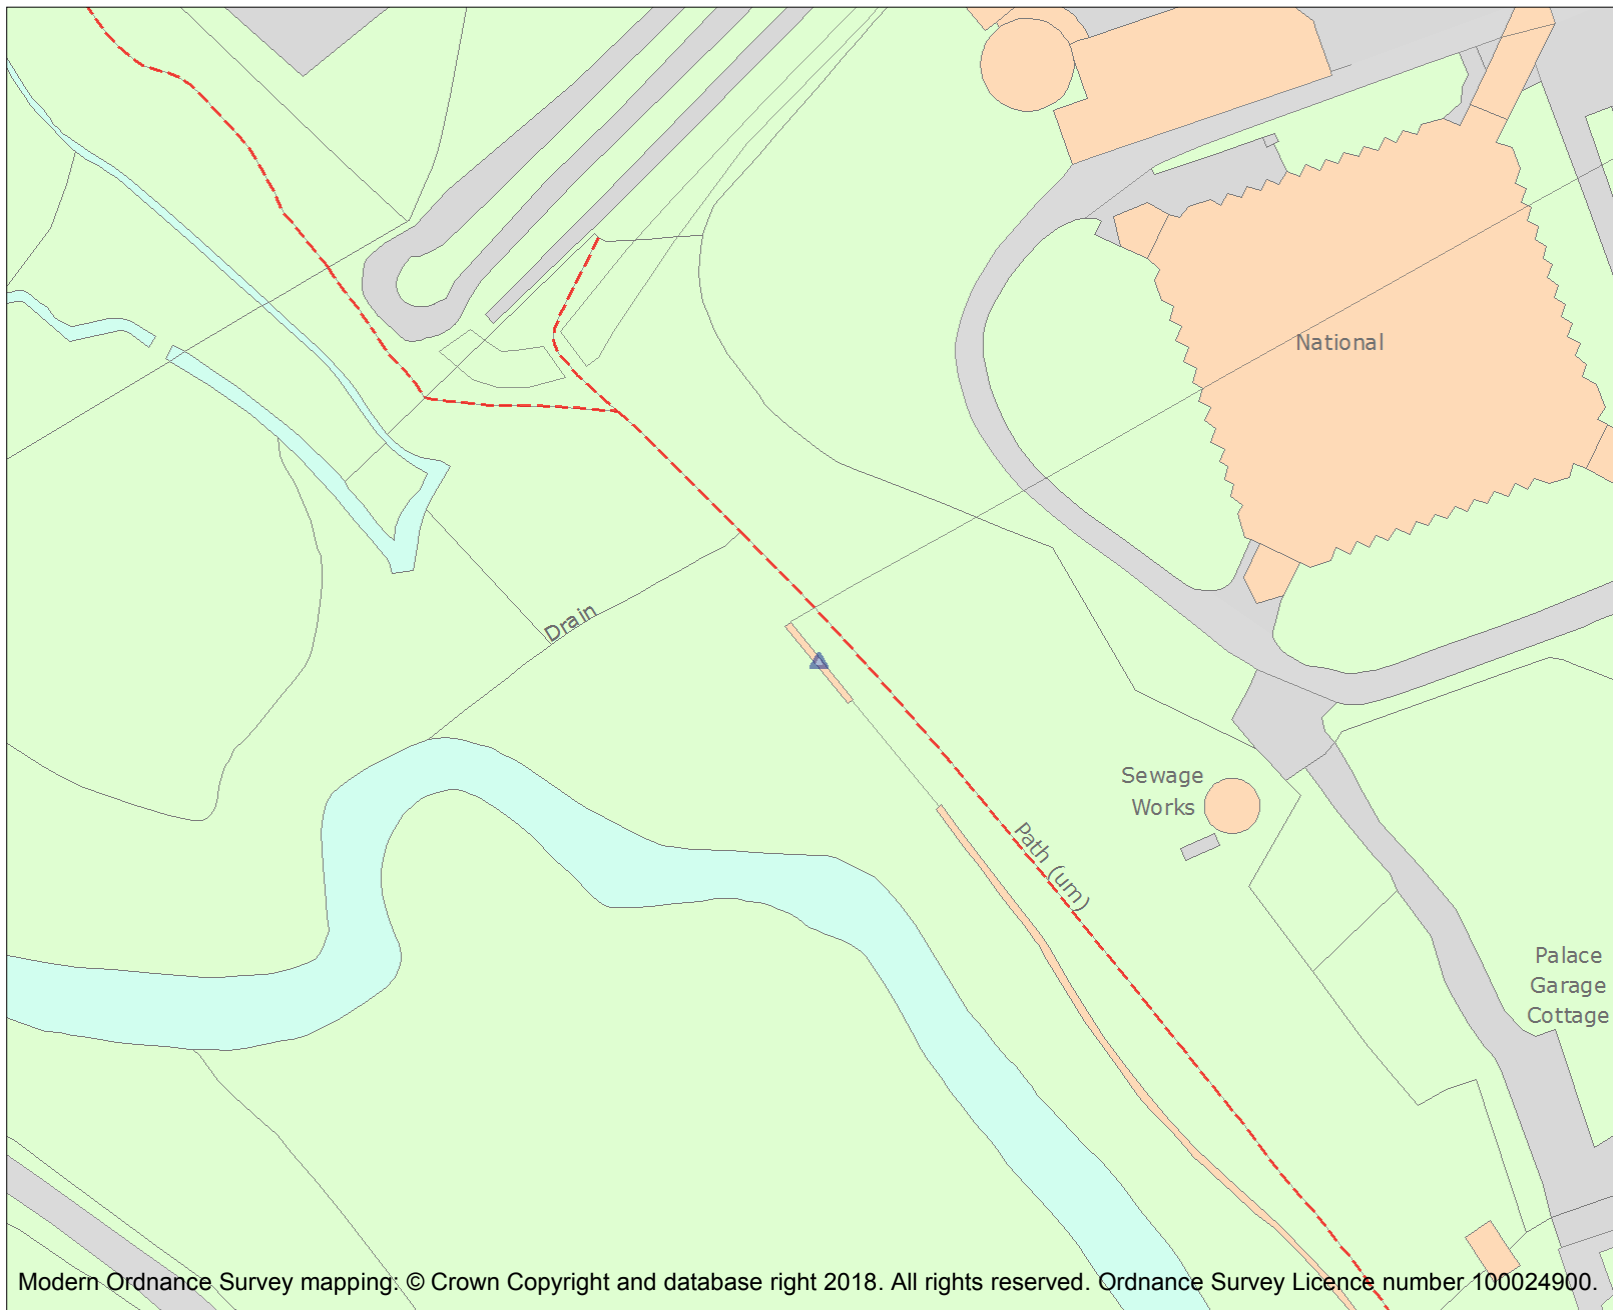 National
Drain
Sewage
Works
Path (um)
Palace
Garage
Cottage
Modern Ordnance Survey mapping: © Crown Copyright and database right 2018. All rights reserved. Ordnance Survey Licence number 100024900.